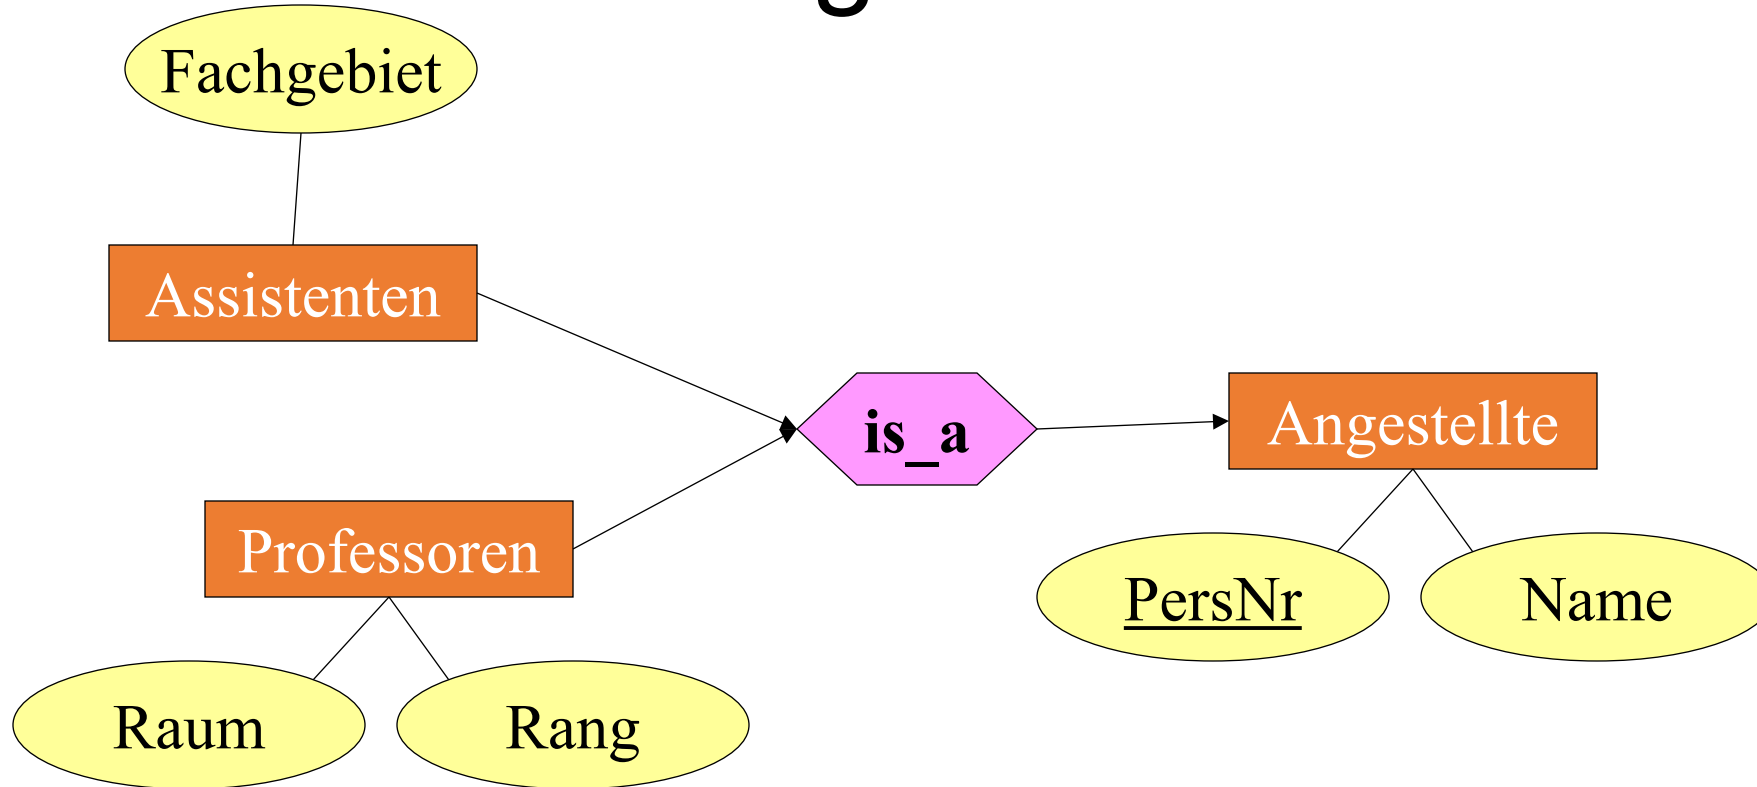 Fachgebiet
Assistenten
is_a
Angestellte
Professoren
PersNr
Name
Raum
Rang